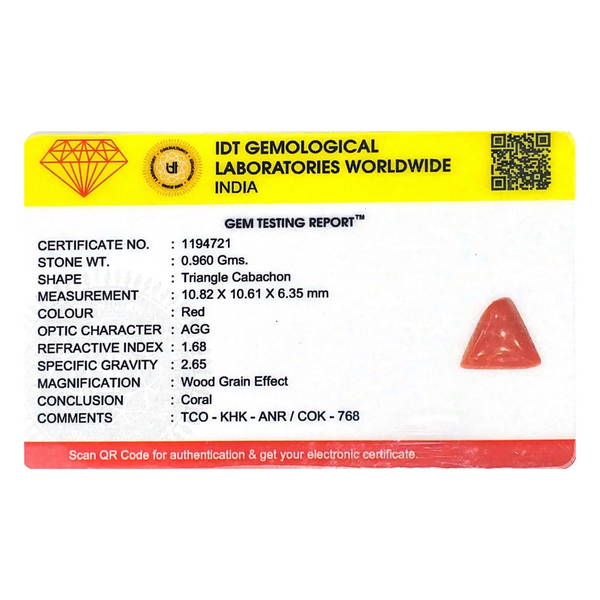 IDT GEMOLOGICAL
LABORATORIES WORLDWIDE
INDIA
idt
GEM TESTING REPORT™
CERTIFICATE NO. : 1194721
STONE WT. : 0.960 Gms.
SHAPE : Triangle Cabachon
MEASUREMENT : 10.82 X 10.61 X 6.35 mm
COLOUR : Red
OPTIC CHARACTER : AGG
REFRACTIVE INDEX : 1.68
SPECIFIC GRAVITY : 2.65
MAGNIFICATION : Wood Grain Effect
CONCLUSION : Coral
COMMENTS : TCO - KHK - ANR / COK - 768
Scan QR Code for authentication & get your electronic certificate.